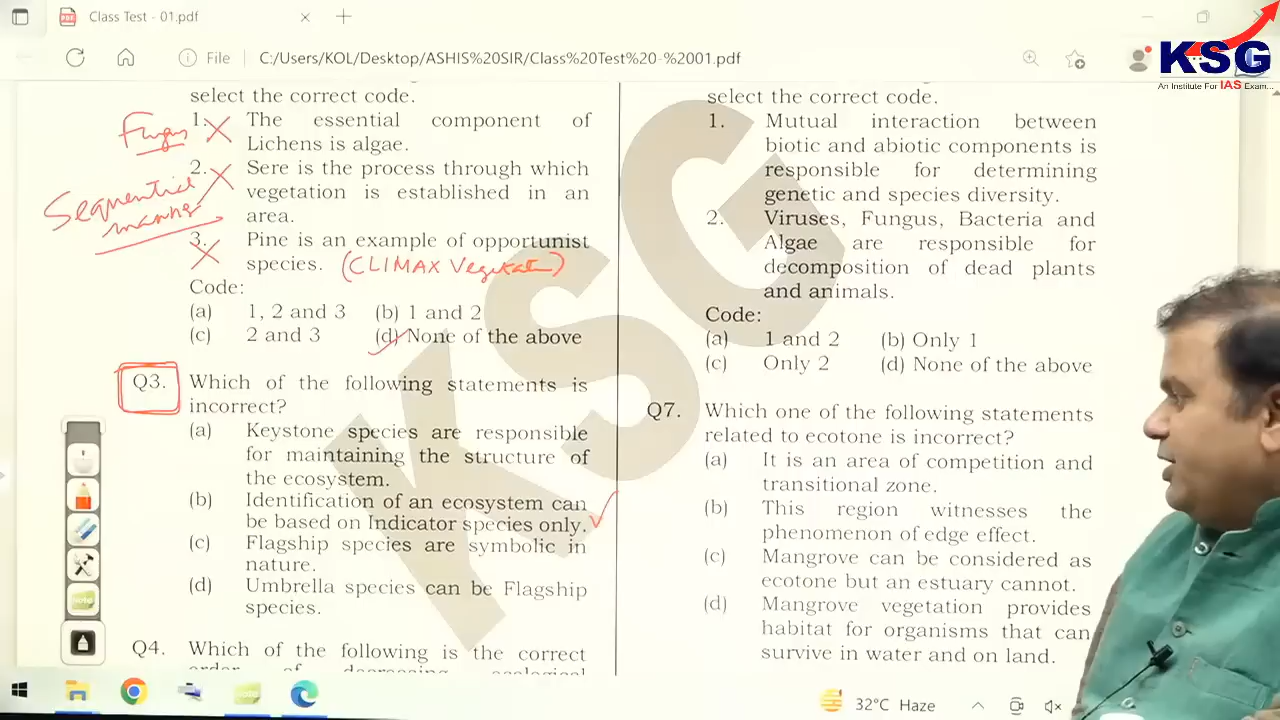 Class Test - 01.pdf
File C:/Users/KOL/Desktop/ASHIS%20SIR/Class%20Test%20-%2001.pdf
KSG
An Institute For IAS Exam...
select the correct code.
Fungus
1. The essential component of
Lichens is algae.
Sequential
manner
2. Sere is the process through which
vegetation is established in an
area.
3. Pine is an example of opportunist
species. (CLIMAX Vegetation)
Code:
(a) 1, 2 and 3 (b) 1 and 2
(c) 2 and 3 (d) None of the above
Q3. Which of the following statements is
incorrect?
(a) Keystone species are responsible
for maintaining the structure of
the ecosystem.
(b) Identification of an ecosystem can
be based on Indicator species only.
(c) Flagship species are symbolic in
nature.
(d) Umbrella species can be Flagship
species.
Q4. Which of the following is the correct
order of decreasing ecological
select the correct code.
1. Mutual interaction between
biotic and abiotic components is
responsible for determining
genetic and species diversity.
2. Viruses, Fungus, Bacteria and
Algae are responsible for
decomposition of dead plants
and animals.
Code:
(a) 1 and 2 (b) Only 1
(c) Only 2 (d) None of the above
Q7. Which one of the following statements
related to ecotone is incorrect?
(a) It is an area of competition and
transitional zone.
(b) This region witnesses the
phenomenon of edge effect.
(c) Mangrove can be considered as
ecotone but an estuary cannot.
(d) Mangrove vegetation provides
habitat for organisms that can
survive in water and on land.
KSG
32°C Haze